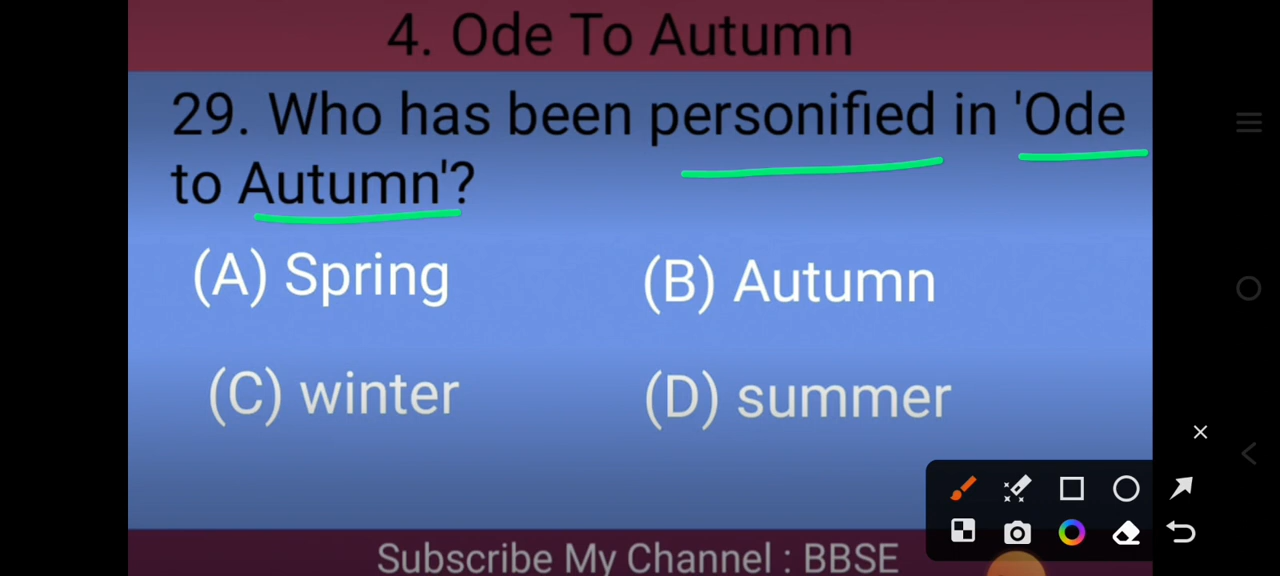 4. Ode To Autumn
29. Who has been personified in 'Ode
to Autumn'?
(A) Spring
(B) Autumn
(C) winter
(D) summer
Subscribe My Channel : BBSE